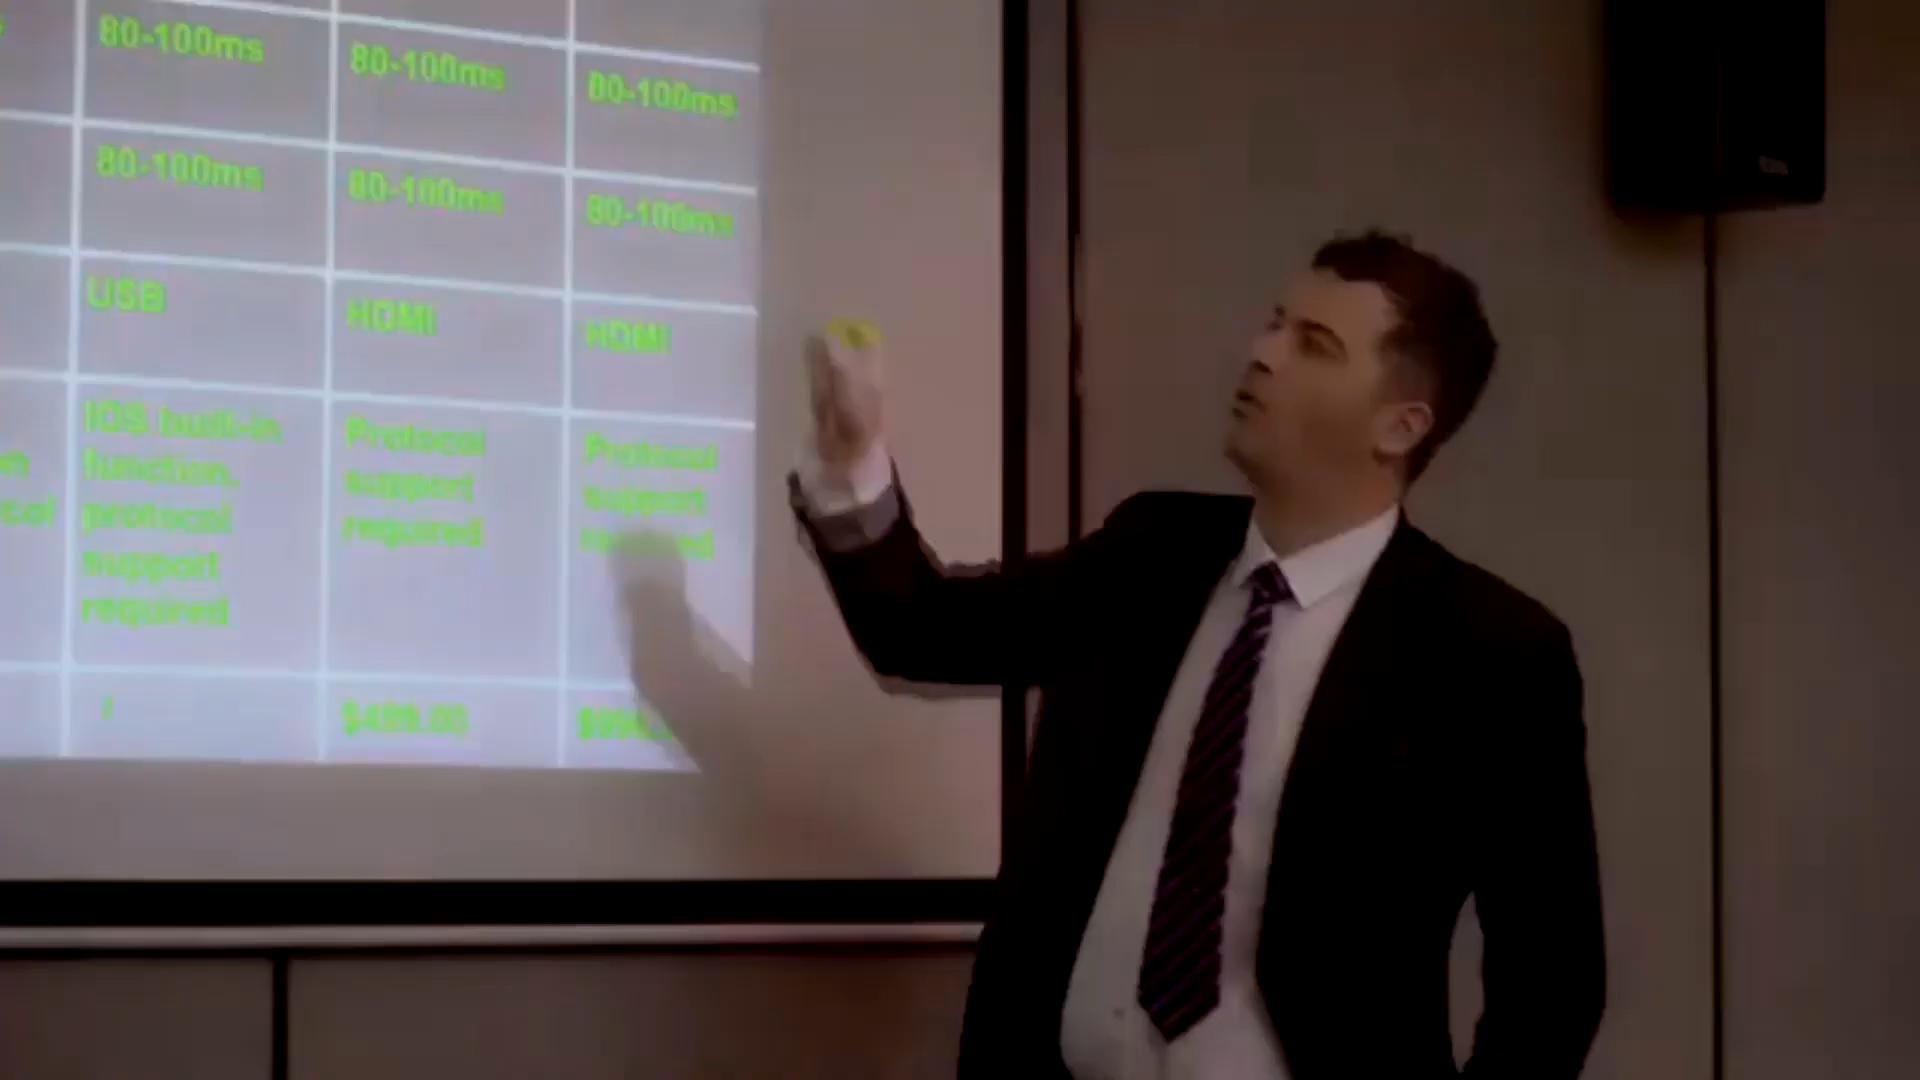 80-100ms 80-100ms 80-100ms
80-100ms 80-100ms 80-100ms
USB HDMI HDMI
IOS built-in
function,
protocol
support
required
Protocol
support
required
Protocol
support
/ $499.00